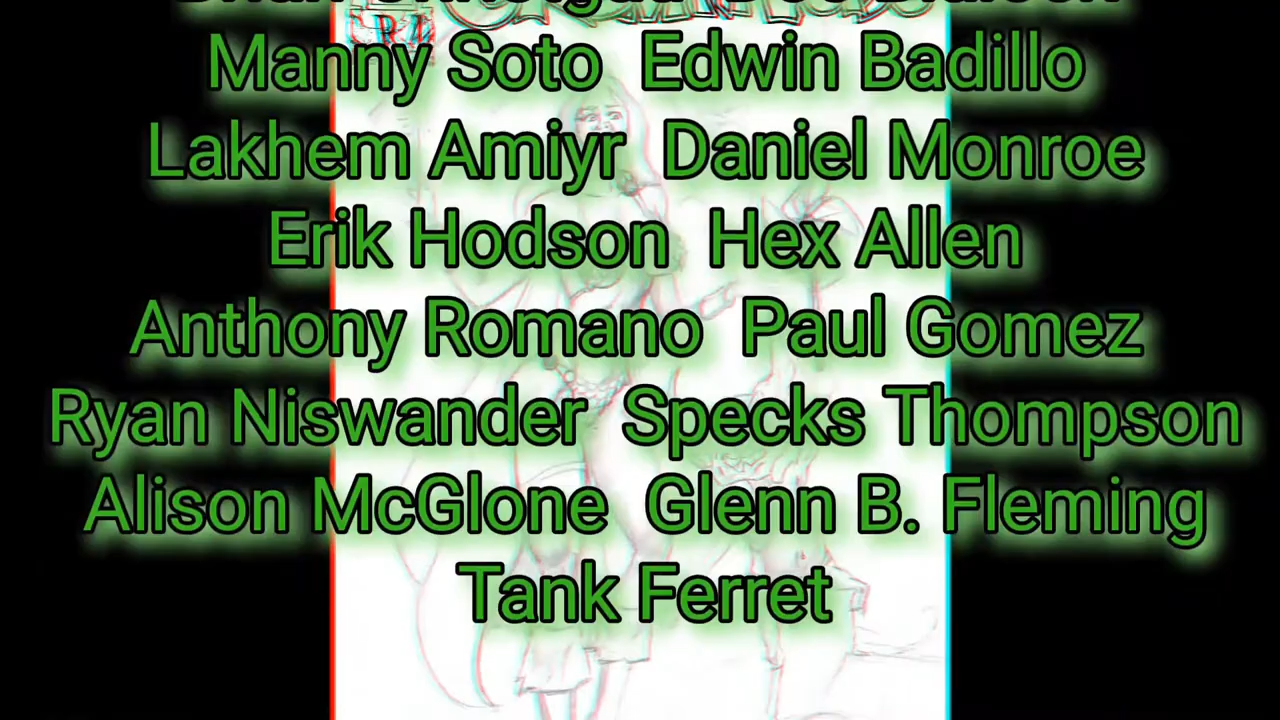 Manny Soto  Edwin Badillo
Lakhem Amiyr  Daniel Monroe
Erik Hodson  Hex Allen
Anthony Romano  Paul Gomez
Ryan Niswander  Specks Thompson
Alison McGlone  Glenn B. Fleming
Tank Ferret